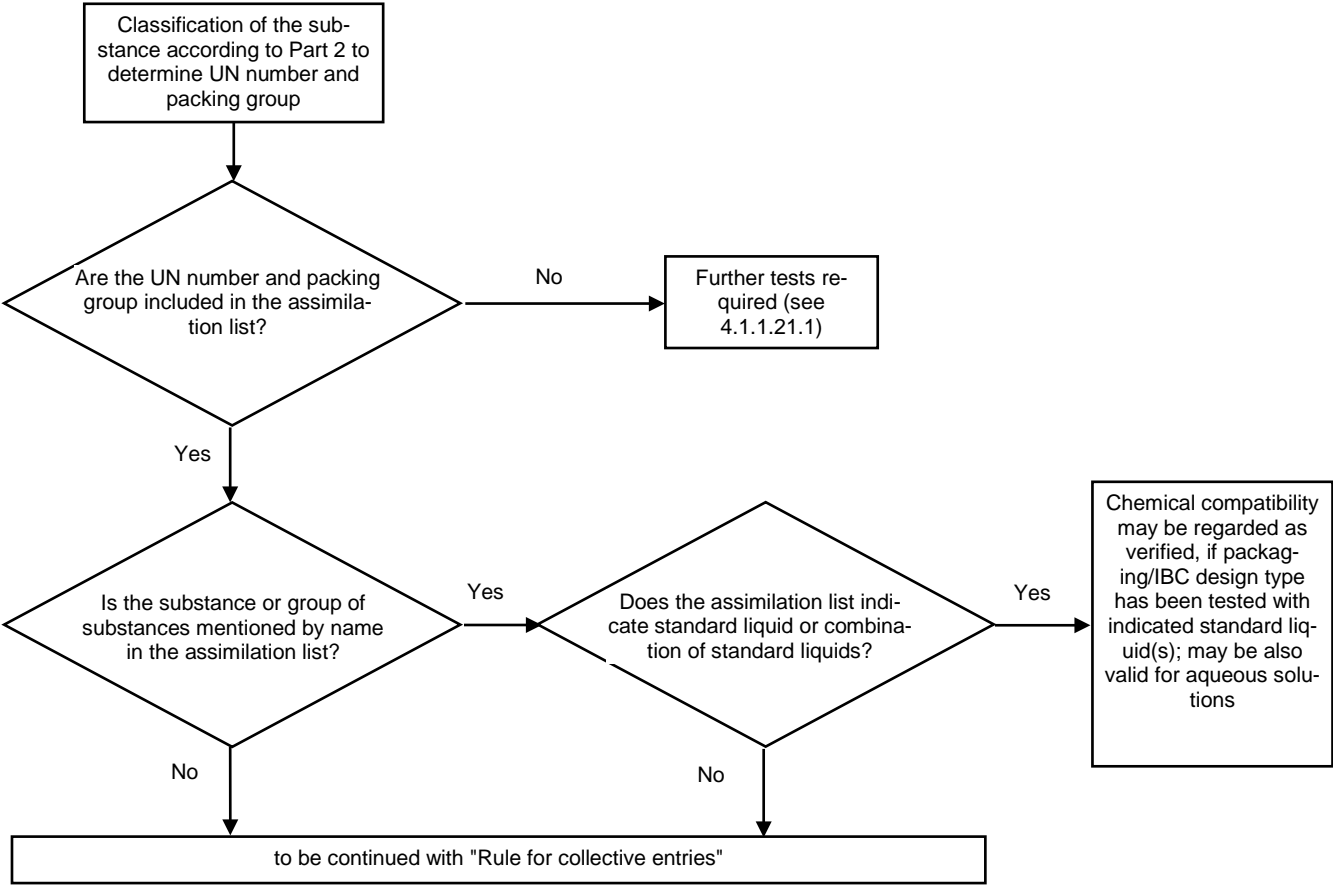 Classification of the sub-
stance according to Part 2 to
determine UN number and
packing group
Are the UN number and packing
group included in the assimila-
tion list?
No
Further tests re-
quired (see
4.1.1.21.1)
Yes
Is the substance or group of
substances mentioned by name
in the assimilation list?
Yes
Does the assimilation list indi-
cate standard liquid or combina-
tion of standard liquids?
Yes
Chemical compatibility
may be regarded as
verified, if packag-
ing/IBC design type
has been tested with
indicated standard liq-
uid(s); may be also
valid for aqueous solu-
tions
No
No
to be continued with "Rule for collective entries"